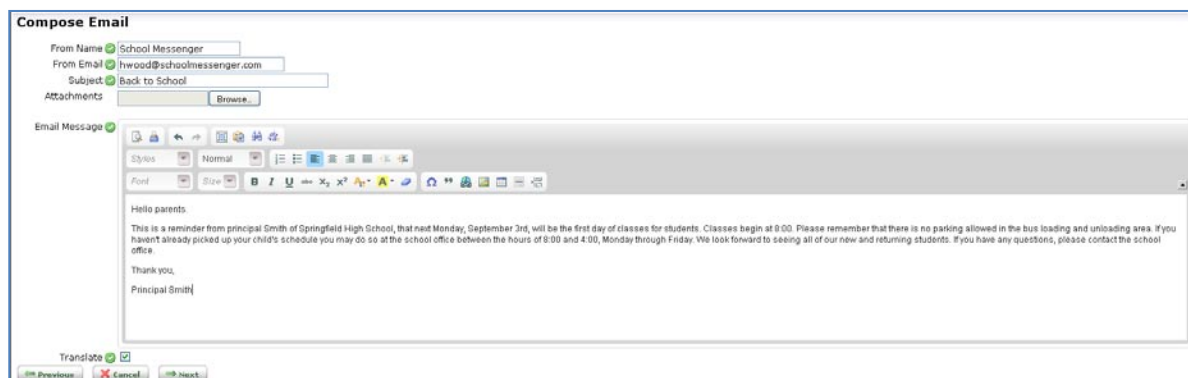 Compose Email
From Name School Messenger
From Email hwood@schoolmessenger.com
Subject Back to School
Attachments Browse..
Email Message
Styles Normal
Font Size B I U abc X₂ X² A A Ω
Hello parents.
This is a reminder from principal Smith of Springfield High School, that next Monday, September 3rd, will be the first day of classes for students. Classes begin at 8:00. Please remember that there is no parking allowed in the bus loading and unloading area. If you
haven't already picked up your child's schedule you may do so at the school office between the hours of 8:00 and 4:00, Monday through Friday. We look forward to seeing all of our new and returning students. If you have any questions, please contact the school
office.
Thank you,
Principal Smith
Translate
Previous Cancel Next